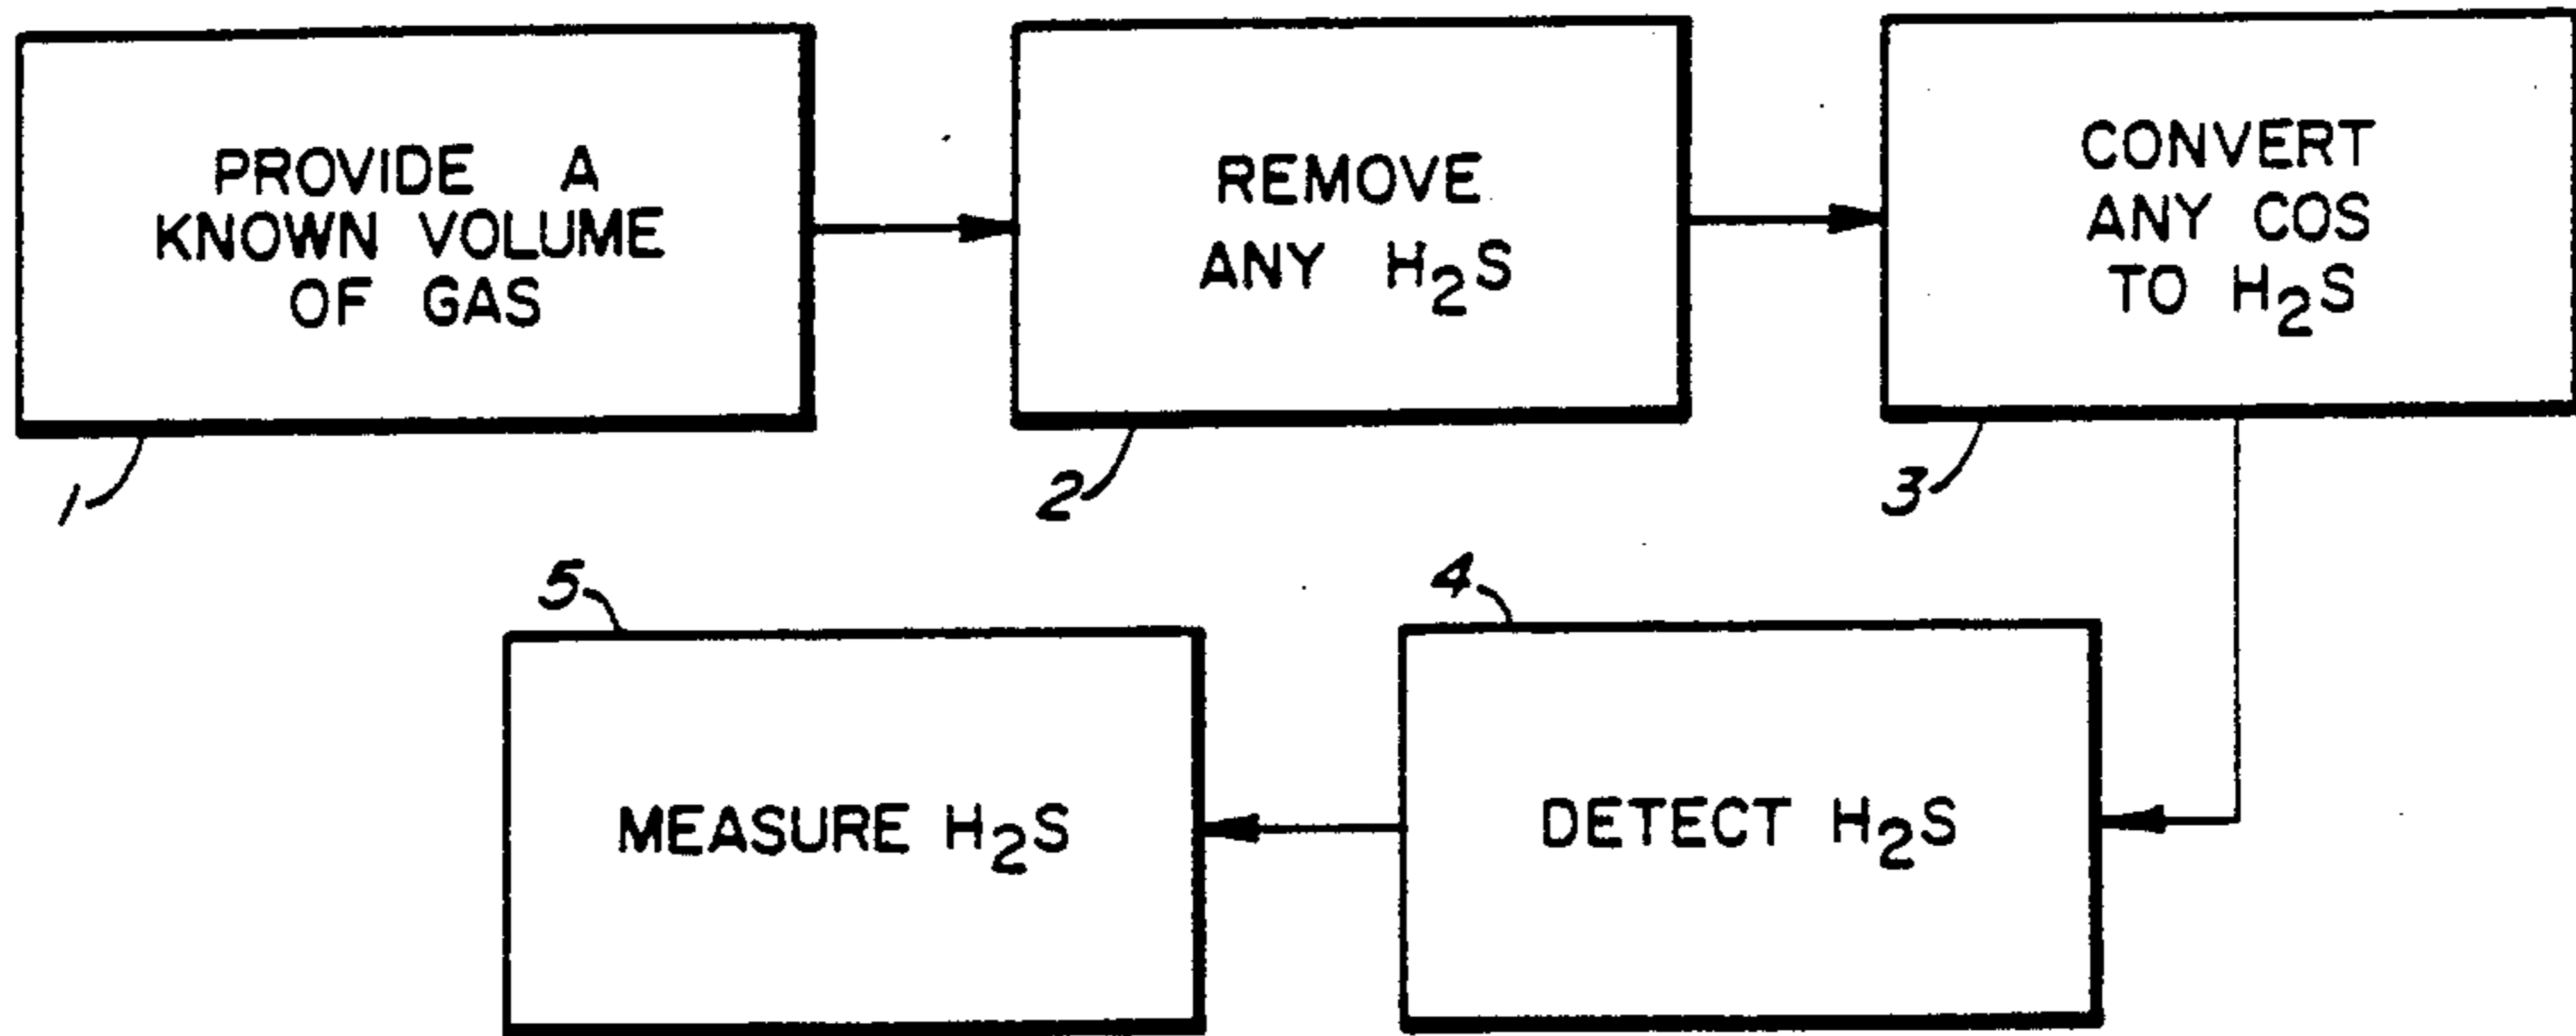 PROVIDE A
KNOWN VOLUME
OF GAS
1
REMOVE
ANY H₂S
2
CONVERT
ANY COS
TO H₂S
3
4
DETECT H₂S
5
MEASURE H₂S